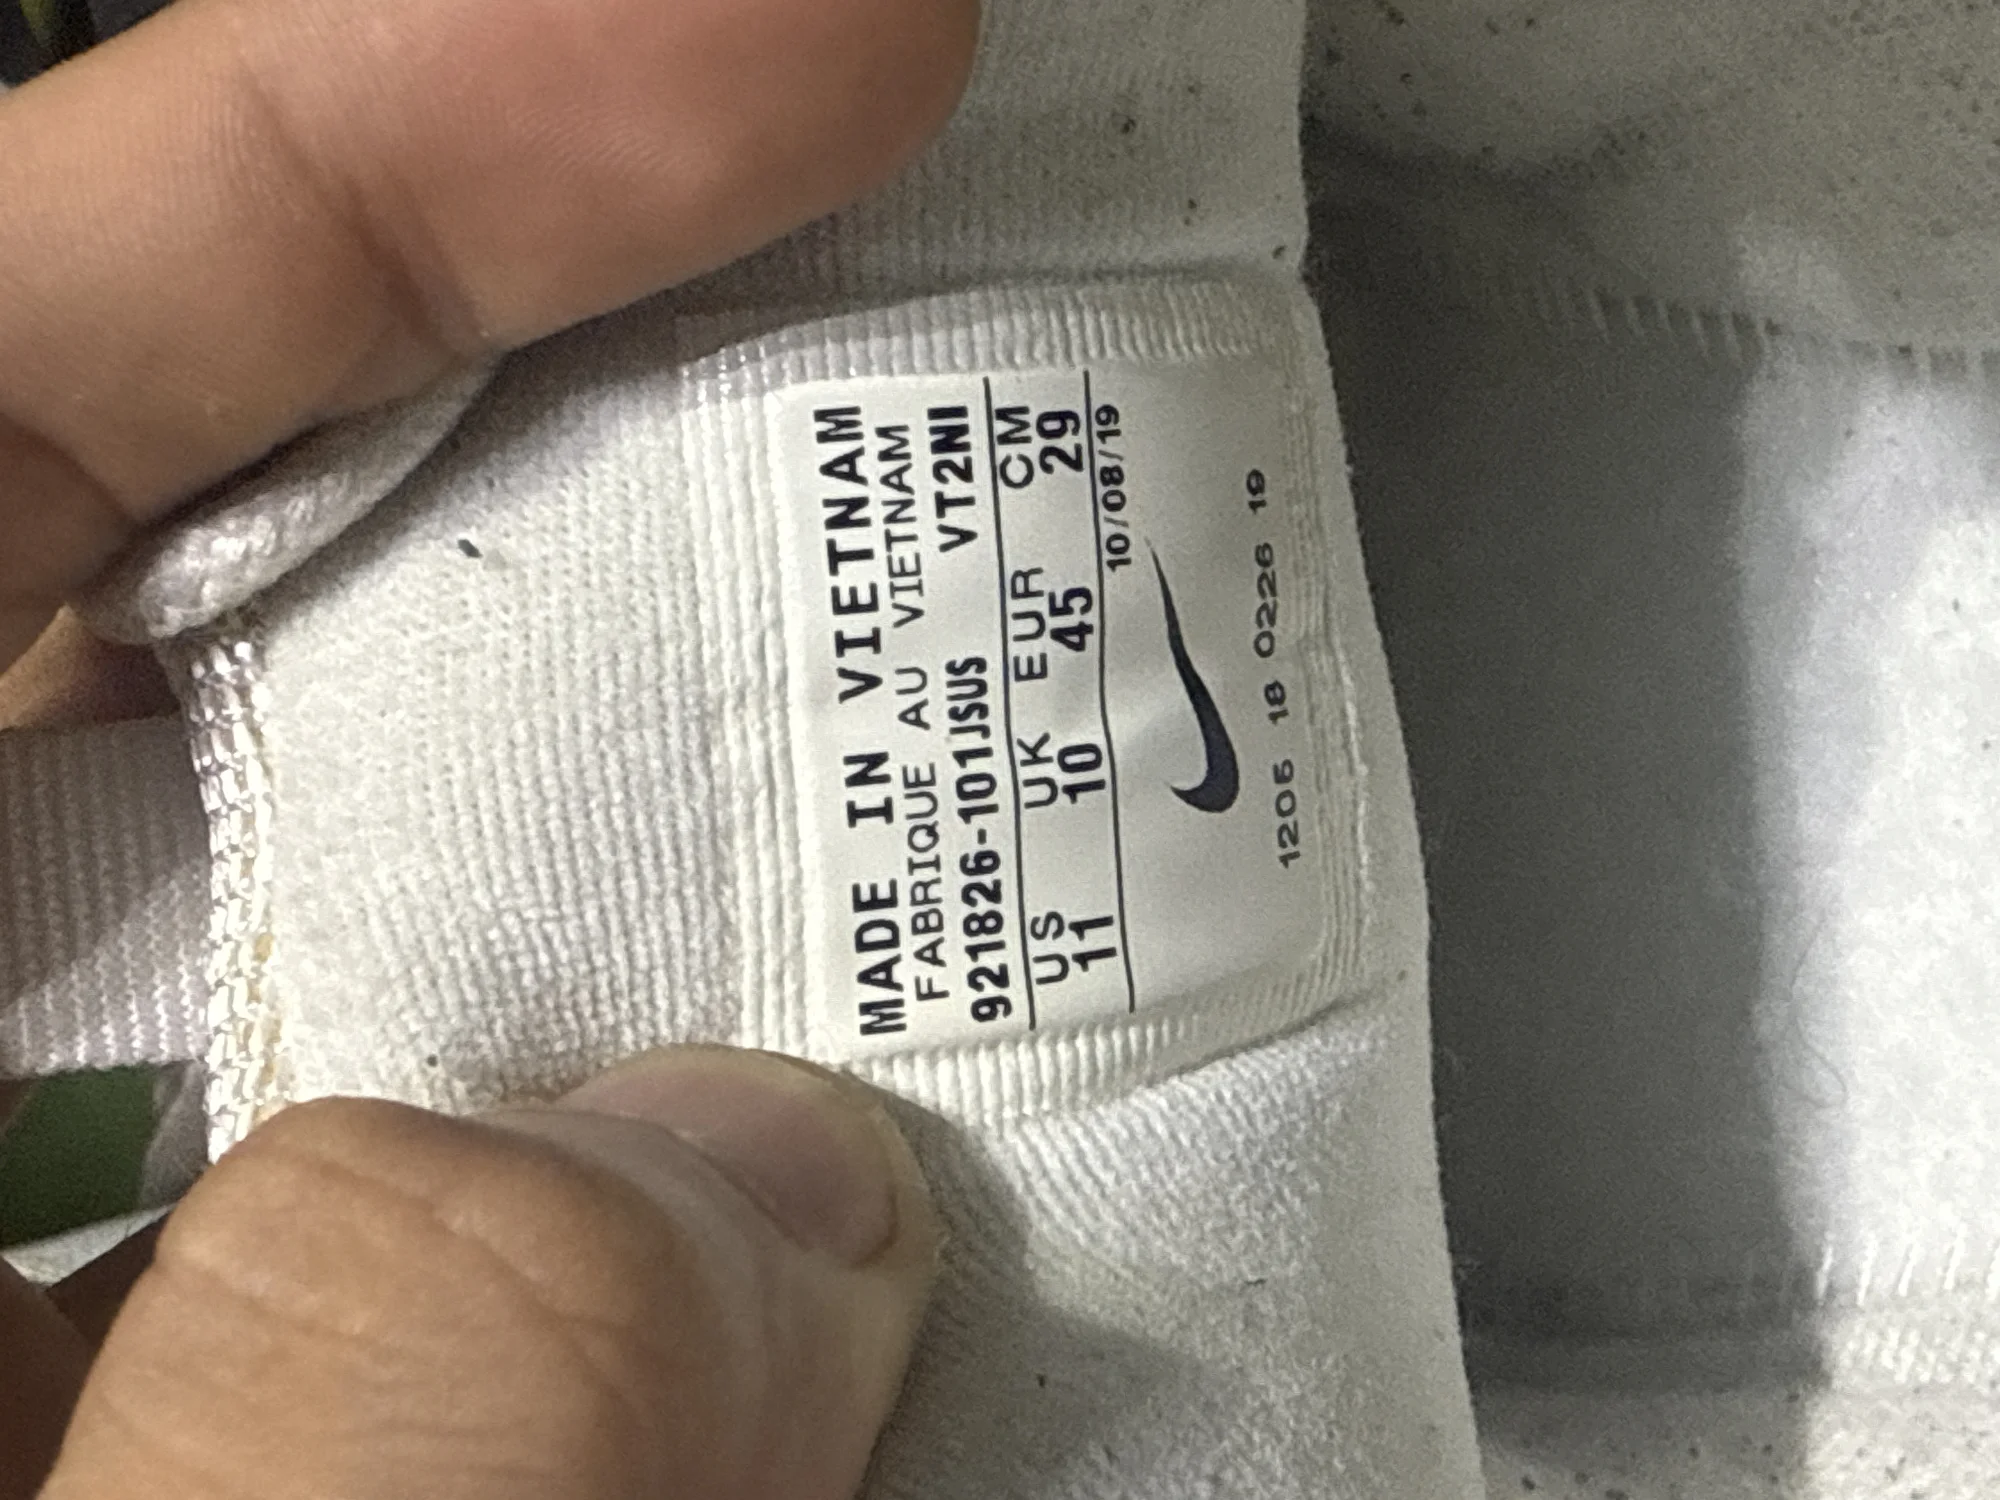 MADE IN VIETNAM
FABRIQUE AU VIETNAM
921826-101JSUS VT2NI
US UK EUR CM
11 10 45 29
10/08/19
1205 18 0226 19